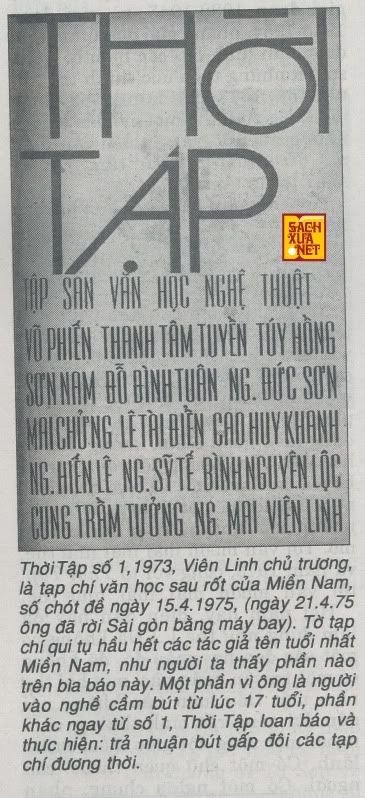 THỜI
TẬP
SACH
XUA
NET
TẬP SAN VĂN HỌC NGHỆ THUẬT
VÕ PHIẾN THANH TÂM TUYỀN TÚY HỒNG
SƠN NAM ĐỖ BÌNH TUÂN NG. ĐỨC SƠN
MAI CHỬNG LÊ TÀI ĐIỂN CAO HUY KHANH
NG. HIẾN LÊ NG. SỸ TẾ BÌNH NGUYÊN LỘC
CUNG TRẦM TƯỞNG NG. MAI VIÊN LINH
Thời Tập số 1, 1973, Viên Linh chủ trương,
là tạp chí văn học sau rốt của Miền Nam,
số chót đề ngày 15.4.1975, (ngày 21.4.75
ông đã rời Sài gòn bằng máy bay). Tờ tạp
chí qui tụ hầu hết các tác giả tên tuổi nhất
Miền Nam, như người ta thấy phần nào
trên bìa báo này. Một phần vì ông là người
vào nghề cầm bút từ lúc 17 tuổi, phần
khác ngay từ số 1, Thời Tập loan báo và
thực hiện: trả nhuận bút gấp đôi các tạp
chí đương thời.